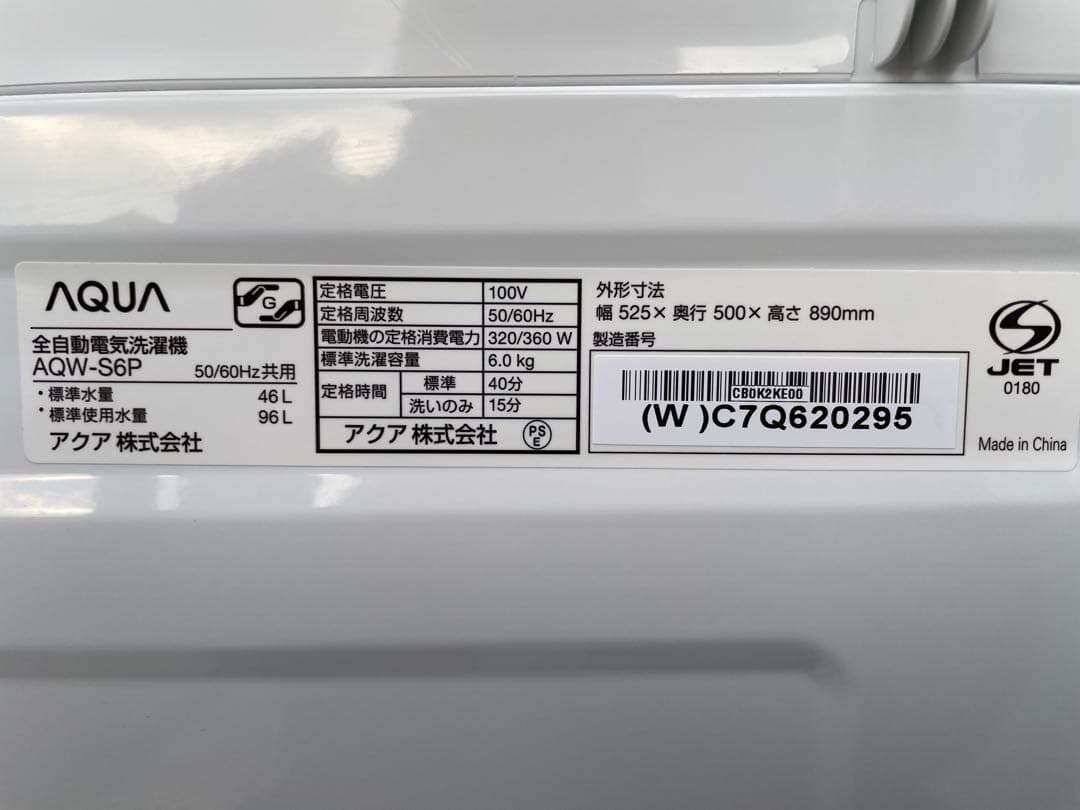 AQUA
G
全自動電気洗濯機
AQW-S6P 50/60Hz共用
・標準水量 46L
・標準使用水量 96L
アクア株式会社
定格電圧 100V
定格周波数 50/60Hz
電動機の定格消費電力 320/360 W
標準洗濯容量 6.0 kg
定格時間 標準 40分
洗いのみ 15分
アクア株式会社 PSE
外形寸法
幅 525× 奥行 500× 高さ 890mm
製造番号
CB0K2KE00
(W )C7Q620295
JET
0180
Made in China